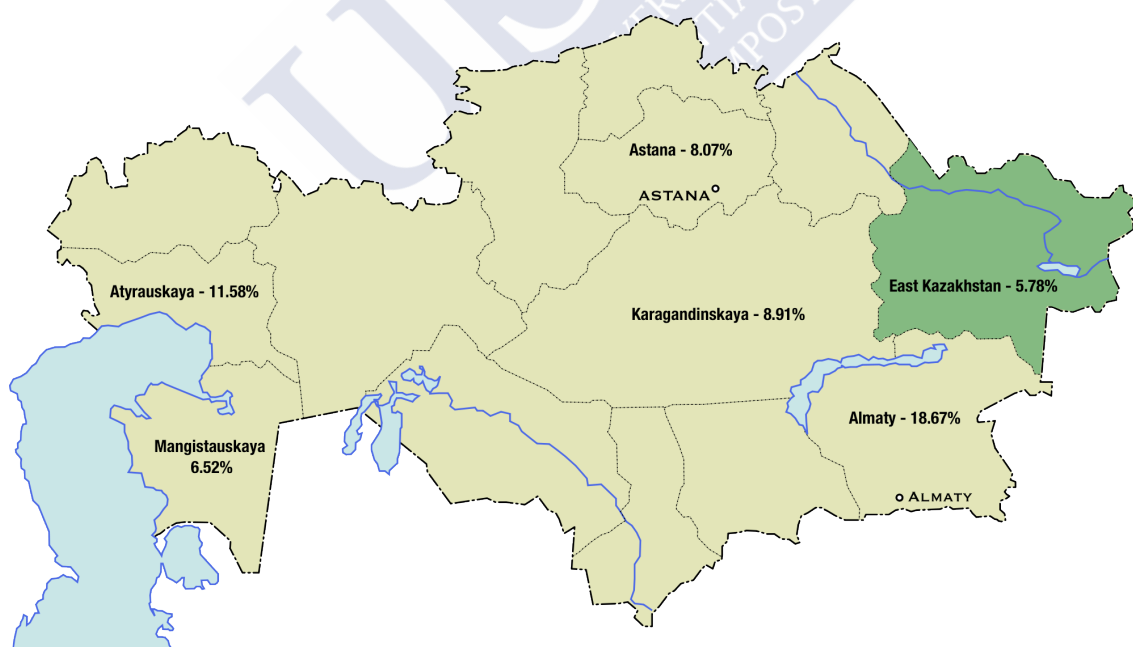 Astana - 8.07%
ASTANA
Atyrauskaya - 11.58%
East Kazakhstan - 5.78%
Karagandinskaya - 8.91%
Almaty - 18.67%
Mangistauskaya
6.52%
ALMATY